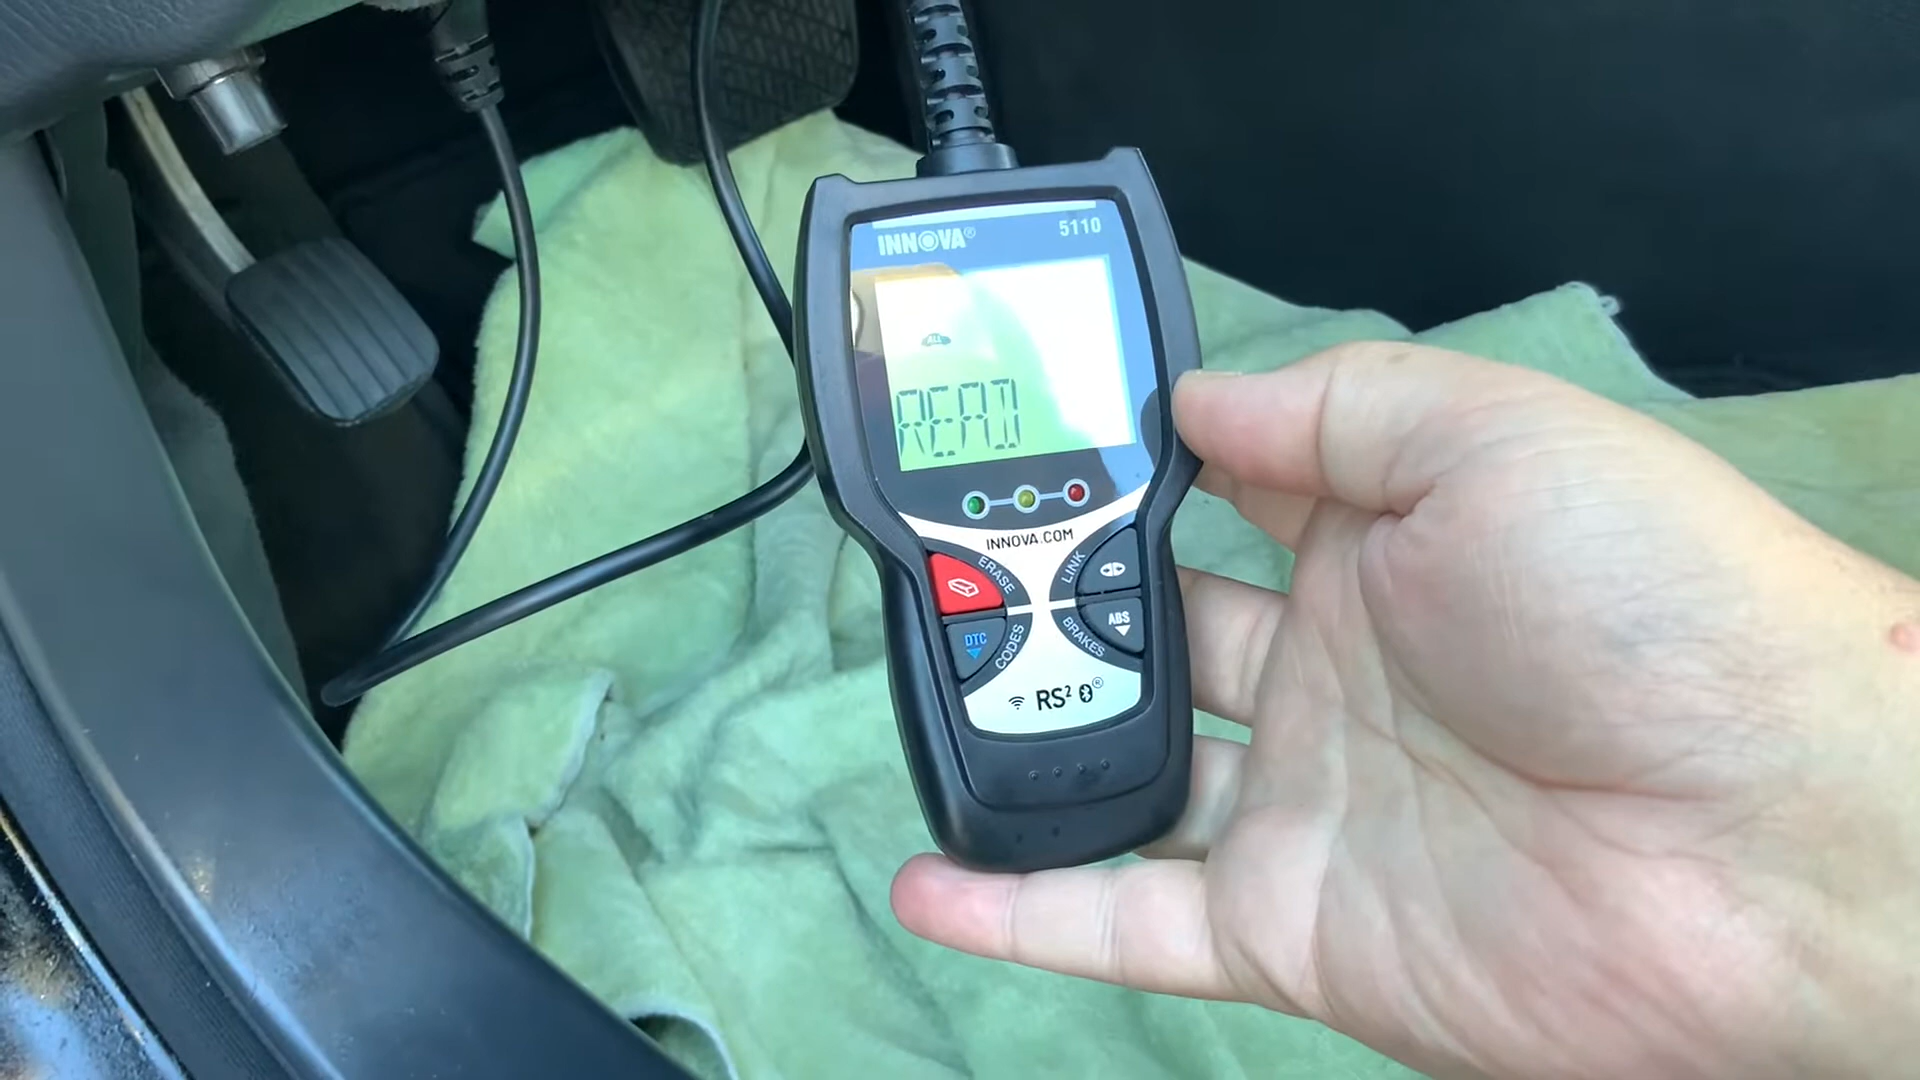 INNOVA® 5110
ALL
READ
INNOVA.COM
ERASE
LINK
DTC
CODES
ABS
BRAKES
RS² ®